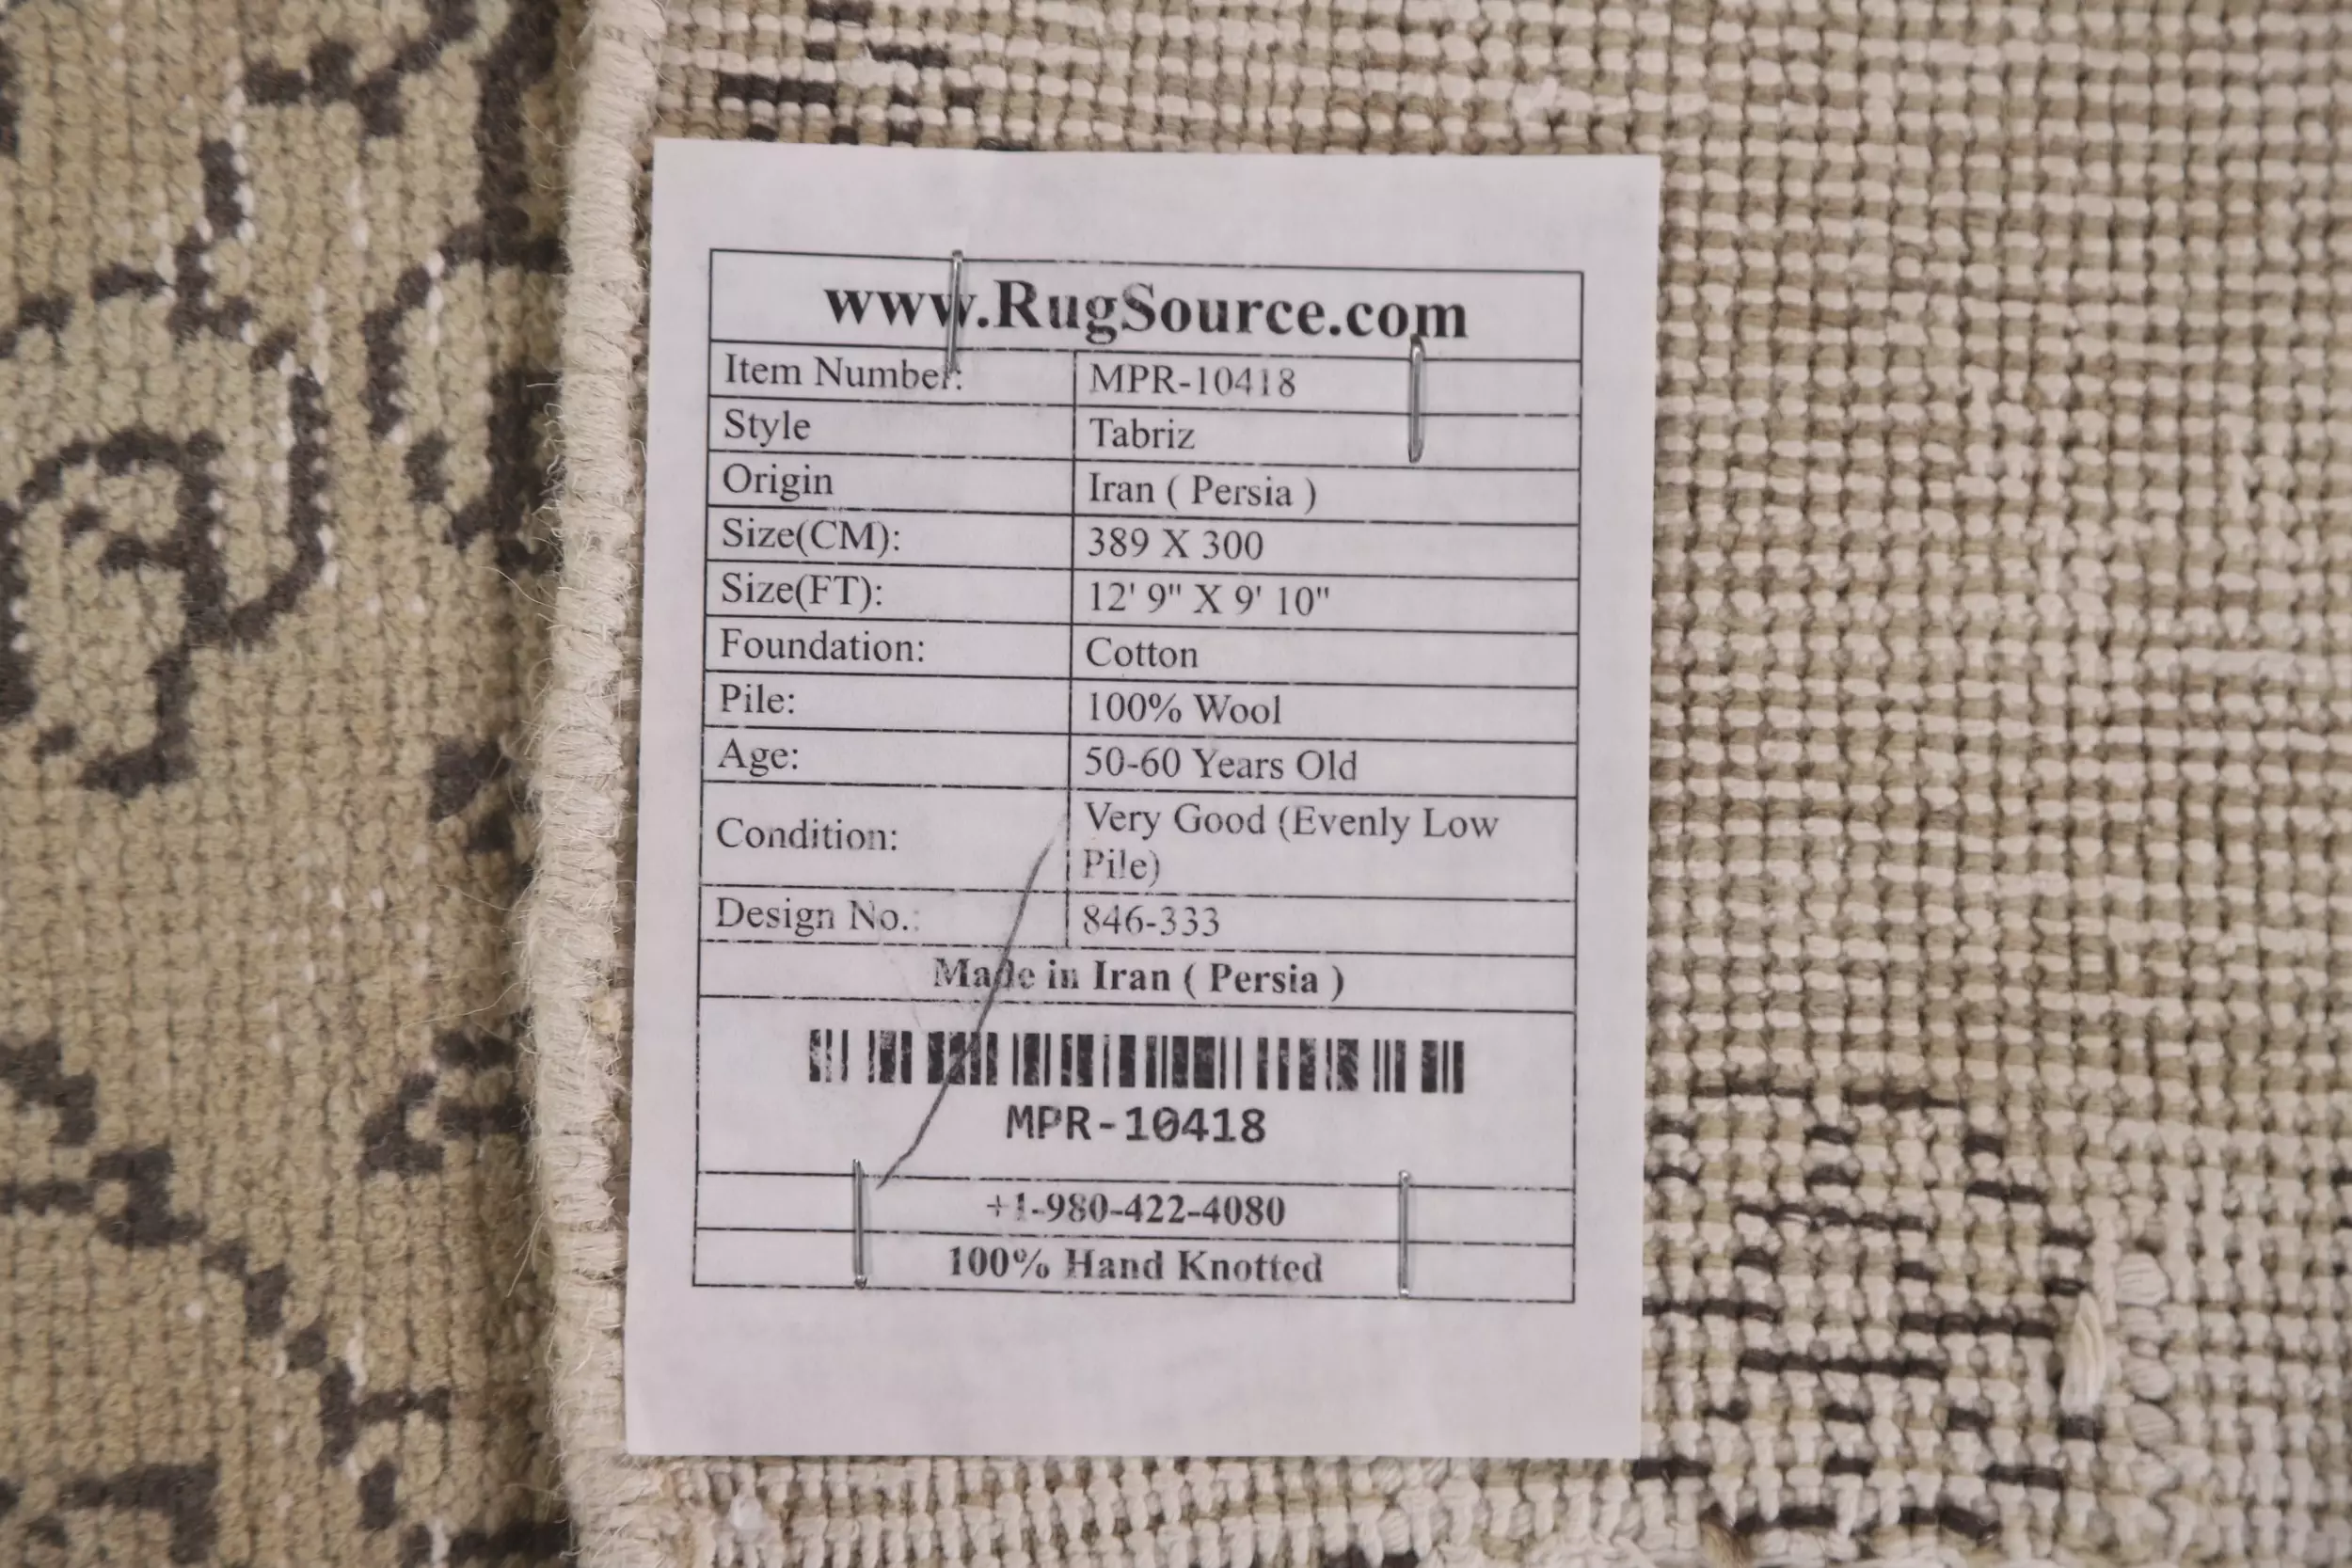 www.RugSource.com
Item Number: MPR-10418
Style Tabriz
Origin Iran ( Persia )
Size(CM): 389 X 300
Size(FT): 12' 9" X 9' 10"
Foundation: Cotton
Pile: 100% Wool
Age: 50-60 Years Old
Condition: Very Good (Evenly Low
Pile)
Design No.: 846-333
Made in Iran ( Persia )
MPR-10418
+1-980-422-4080
100% Hand Knotted